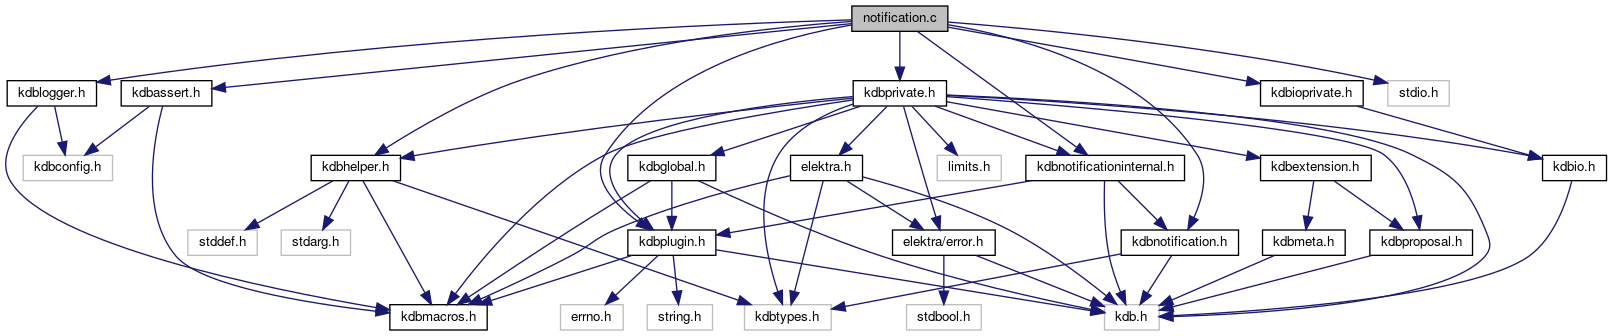 notification.c
kdblogger.h
kdbassert.h
kdbprivate.h
kdbioprivate.h
stdio.h
kdbconfig.h
kdbhelper.h
kdbglobal.h
elektra.h
limits.h
kdbnotificationinternal.h
kdbextension.h
kdbio.h
stddef.h
stdarg.h
kdbplugin.h
elektra/error.h
kdbnotification.h
kdbmeta.h
kdbproposal.h
kdbmacros.h
errno.h
string.h
kdbtypes.h
stdbool.h
kdb.h